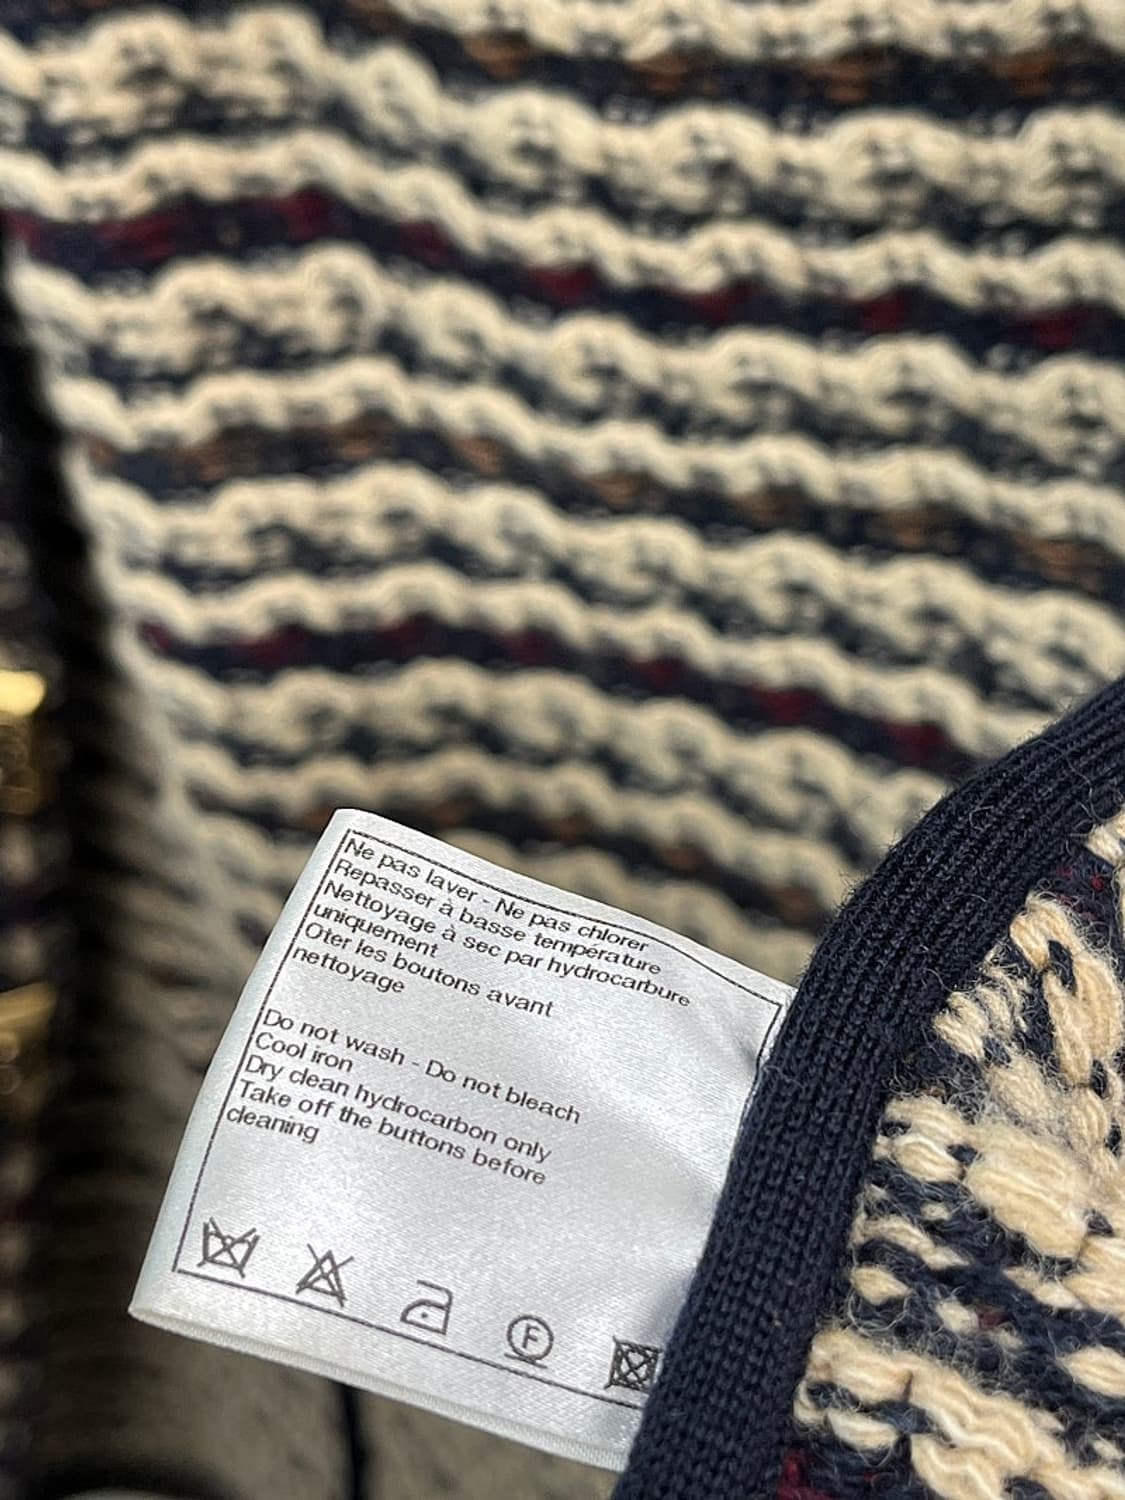 Ne pas laver - Ne pas chlorer
Repasser à basse température
Nettoyage à sec par hydrocarbure
uniquement
Oter les boutons avant
nettoyage
Do not wash - Do not bleach
Cool iron
Dry clean hydrocarbon only
Take off the buttons before
cleaning
F